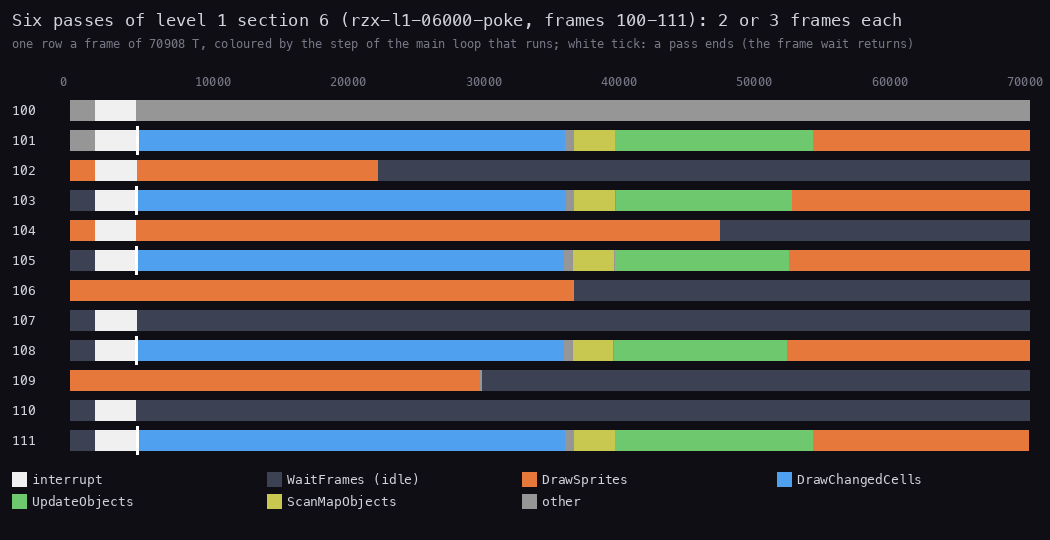 Six passes of level 1 section 6 (rzx-l1-06000-poke, frames 100-111): 2 or 3 frames each
one row a frame of 70908 T, coloured by the step of the main loop that runs; white tick: a pass ends (the frame wait returns)
0 10000 20000 30000 40000 50000 60000 70000
100
101
102
103
104
105
106
107
108
109
110
111
interrupt WaitFrames (idle) DrawSprites DrawChangedCells
UpdateObjects ScanMapObjects other